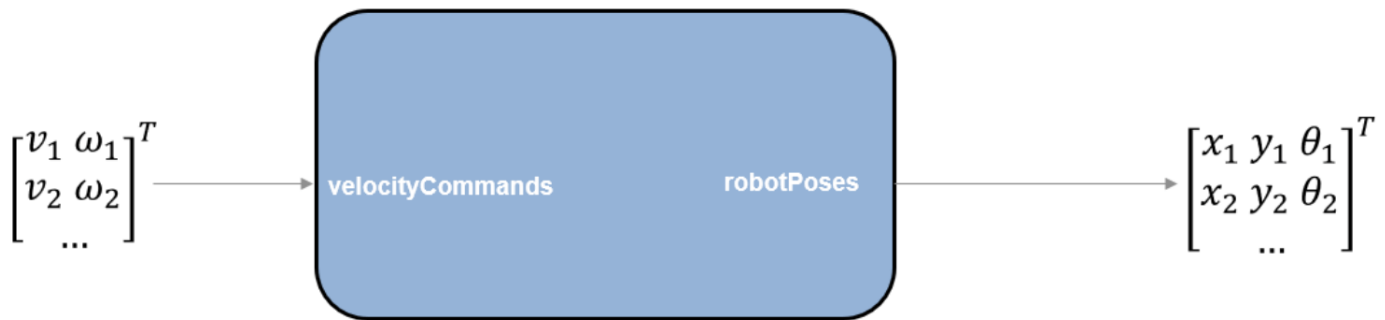 [v₁ ω₁
v₂ ω₂
...]ᵀ
velocityCommands
robotPoses
[x₁ y₁ θ₁
x₂ y₂ θ₂
...]ᵀ